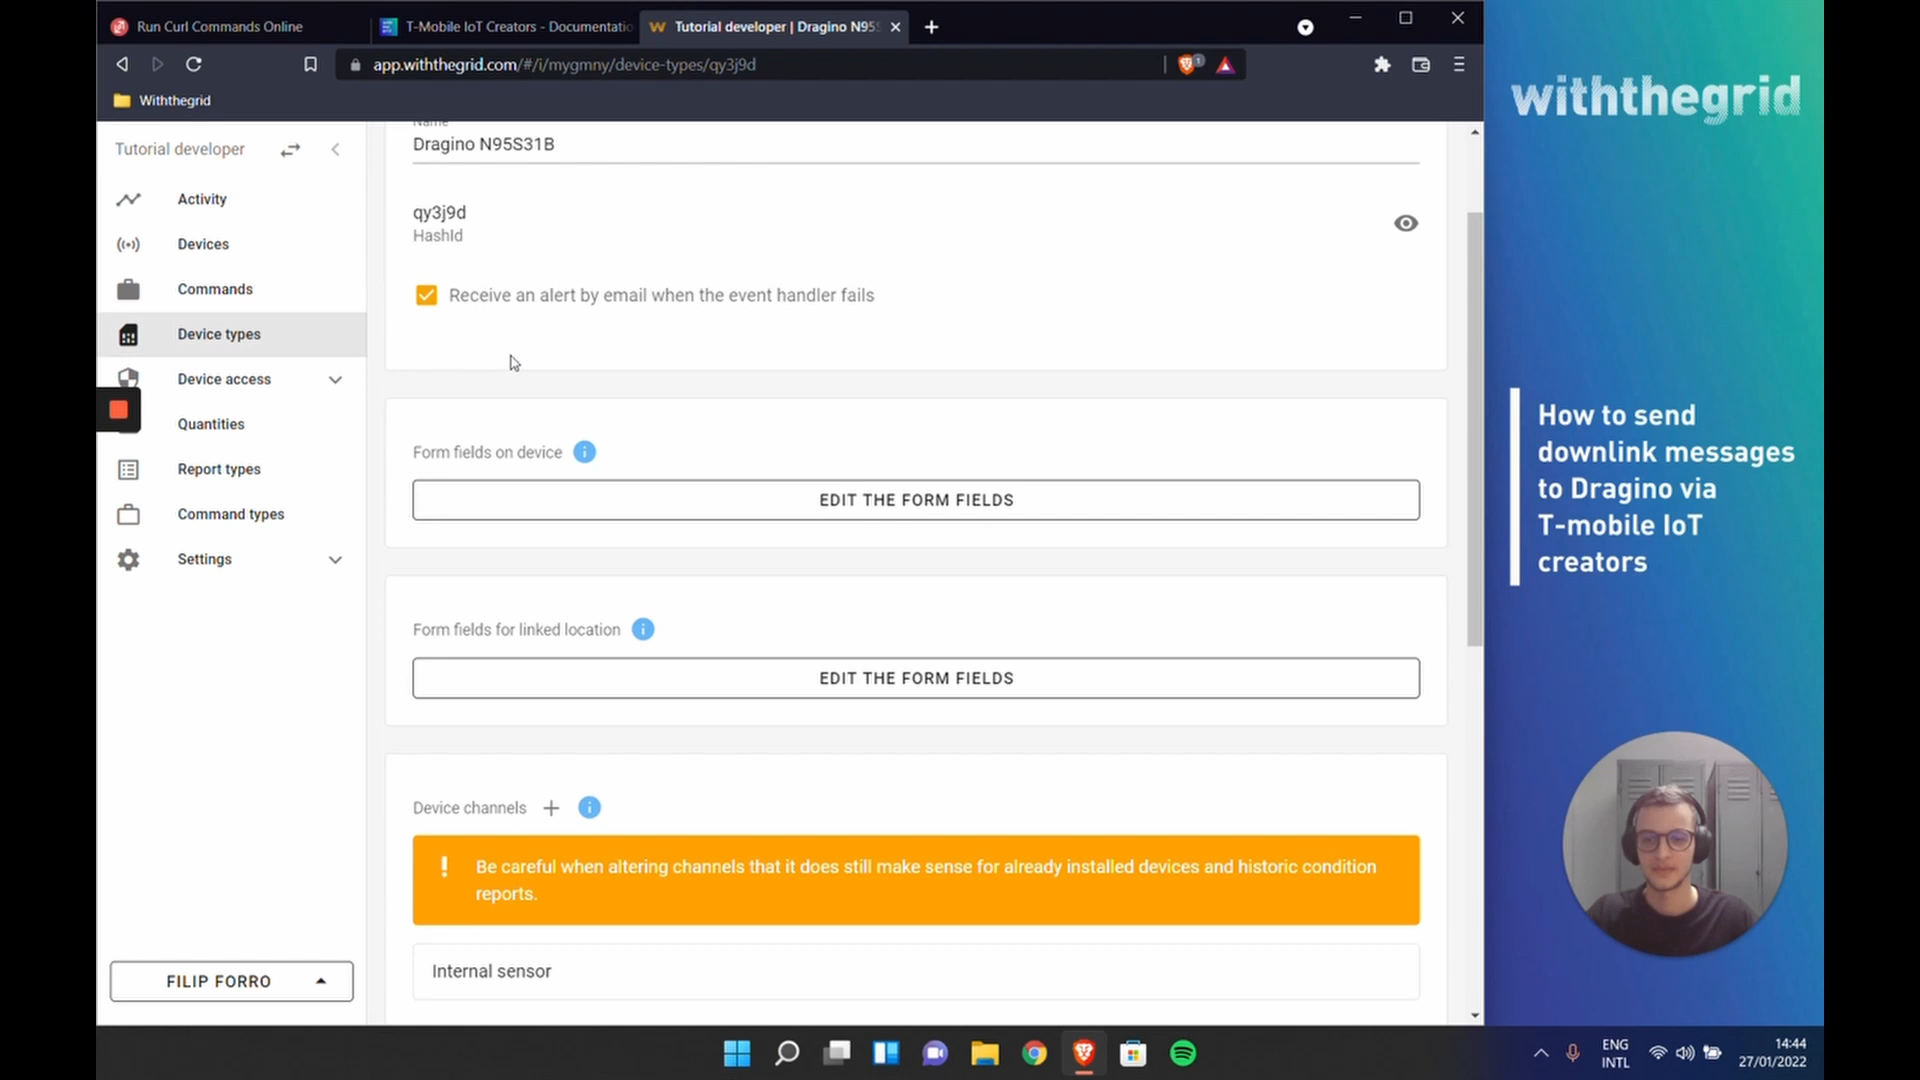 Run Curl Commands Online
T-Mobile IoT Creators - Documentatio
Tutorial developer | Dragino N95S
app.withthegrid.com/#/i/mygmny/device-types/qy3j9d
1
Withthegrid
Tutorial developer
Activity
Devices
Commands
Device types
Device access
Quantities
Report types
Command types
Settings
FILIP FORRO
Name
Dragino N95S31B
qy3j9d
HashId
Receive an alert by email when the event handler fails
Form fields on device
EDIT THE FORM FIELDS
Form fields for linked location
EDIT THE FORM FIELDS
Device channels
Be careful when altering channels that it does still make sense for already installed devices and historic condition
reports.
Internal sensor
withthegrid
How to send
downlink messages
to Dragino via
T-mobile IoT
creators
ENG
INTL
14:44
27/01/2022